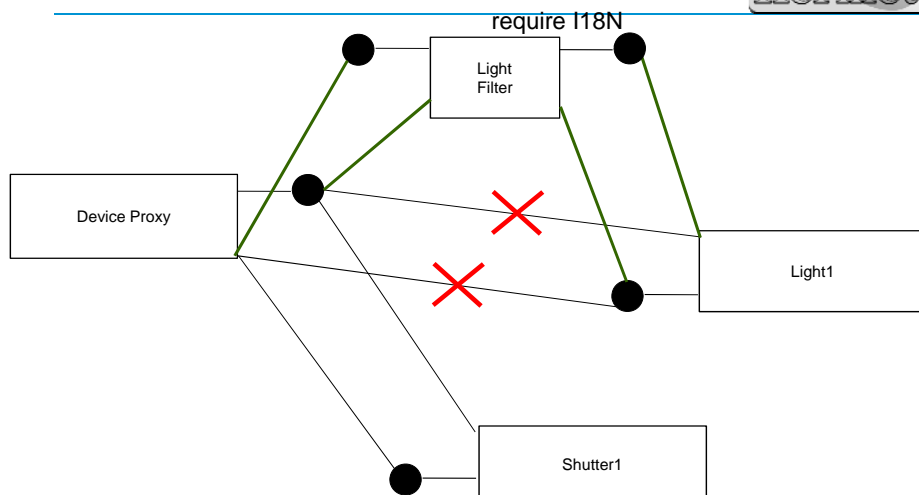 require I18N
Light
Filter
Device Proxy
Light1
Shutter1